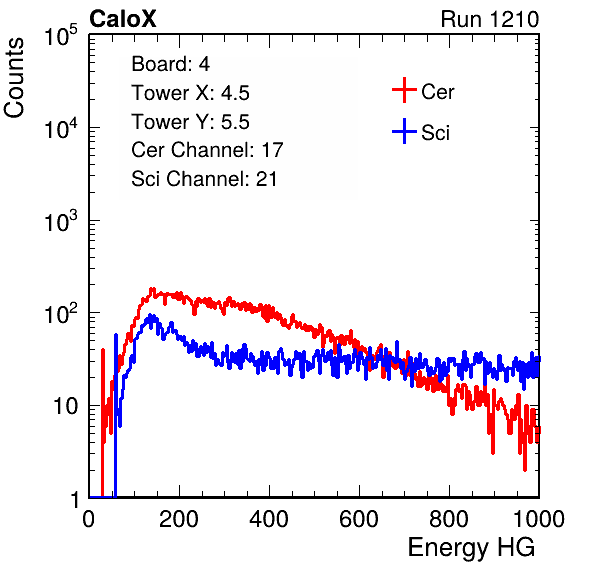 CaloX Run 1210
Counts
Board: 4
Tower X: 4.5
Tower Y: 5.5
Cer Channel: 17
Sci Channel: 21
Cer
Sci
10^5
10^4
10^3
10^2
10
1
0 200 400 600 800 1000
Energy HG